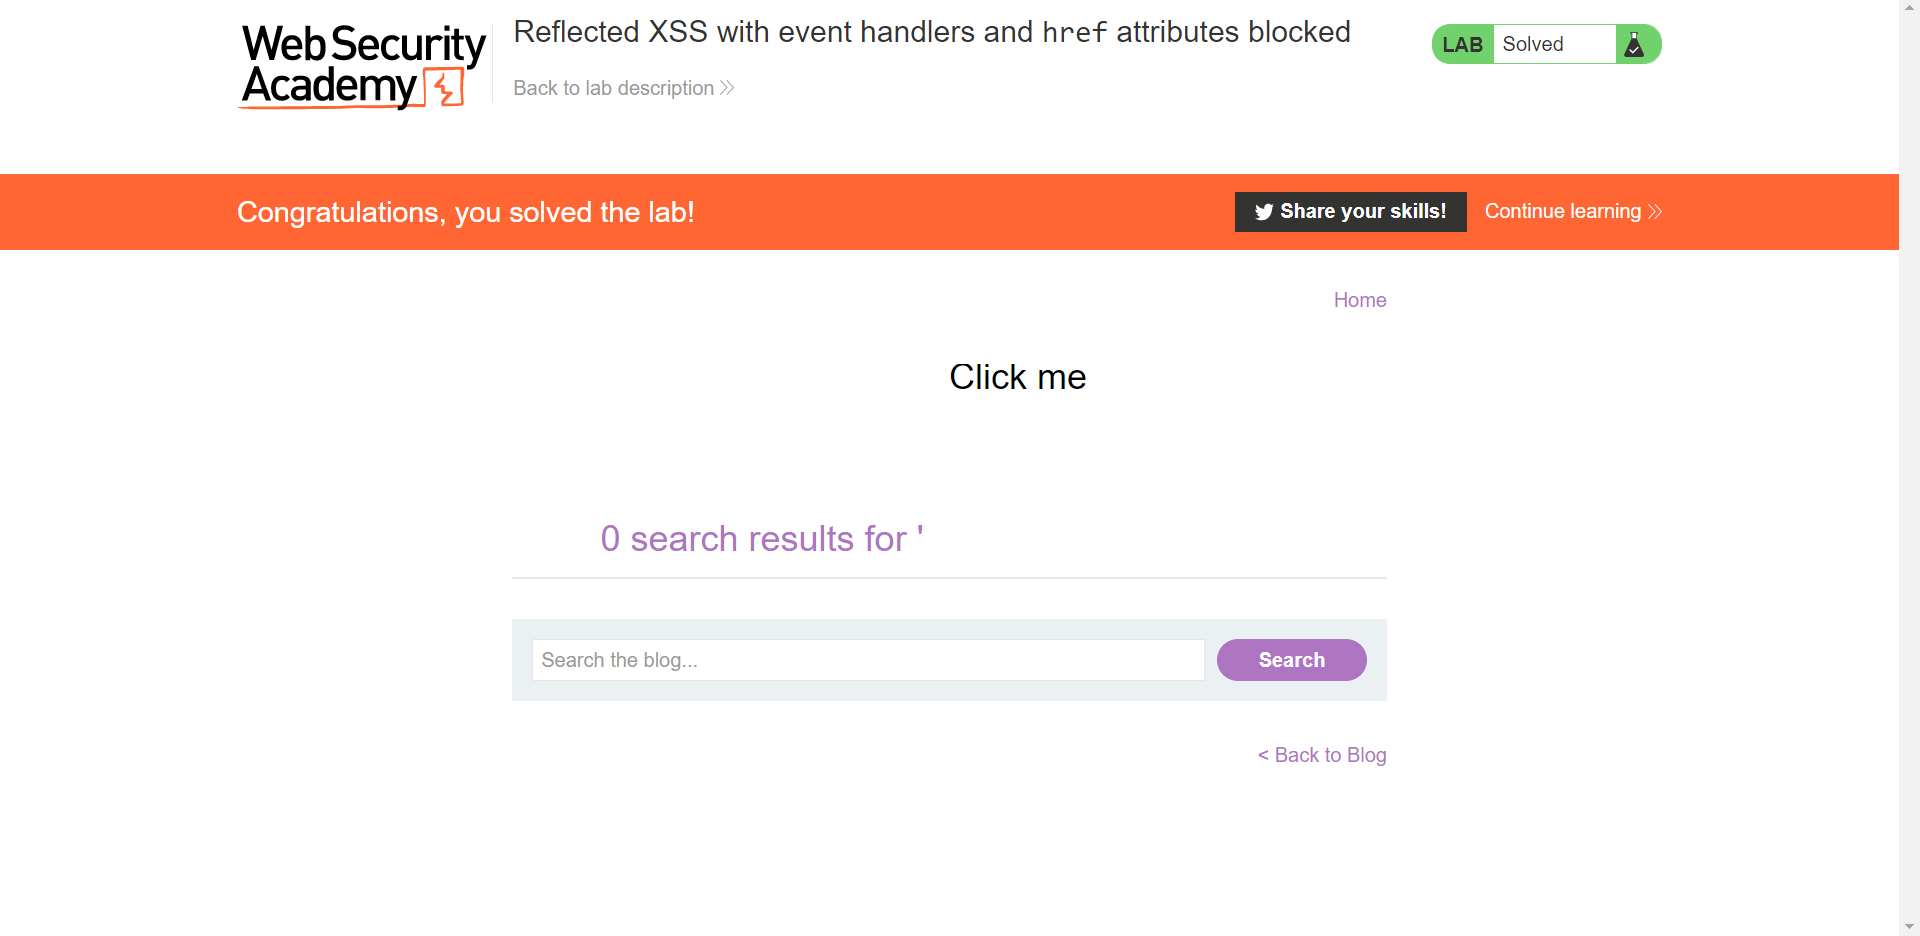 Web Security
Academy
Reflected XSS with event handlers and href attributes blocked
Back to lab description
LAB Solved
Congratulations, you solved the lab!
Share your skills!
Continue learning
Home
Click me
0 search results for '
Search the blog...
Search
< Back to Blog